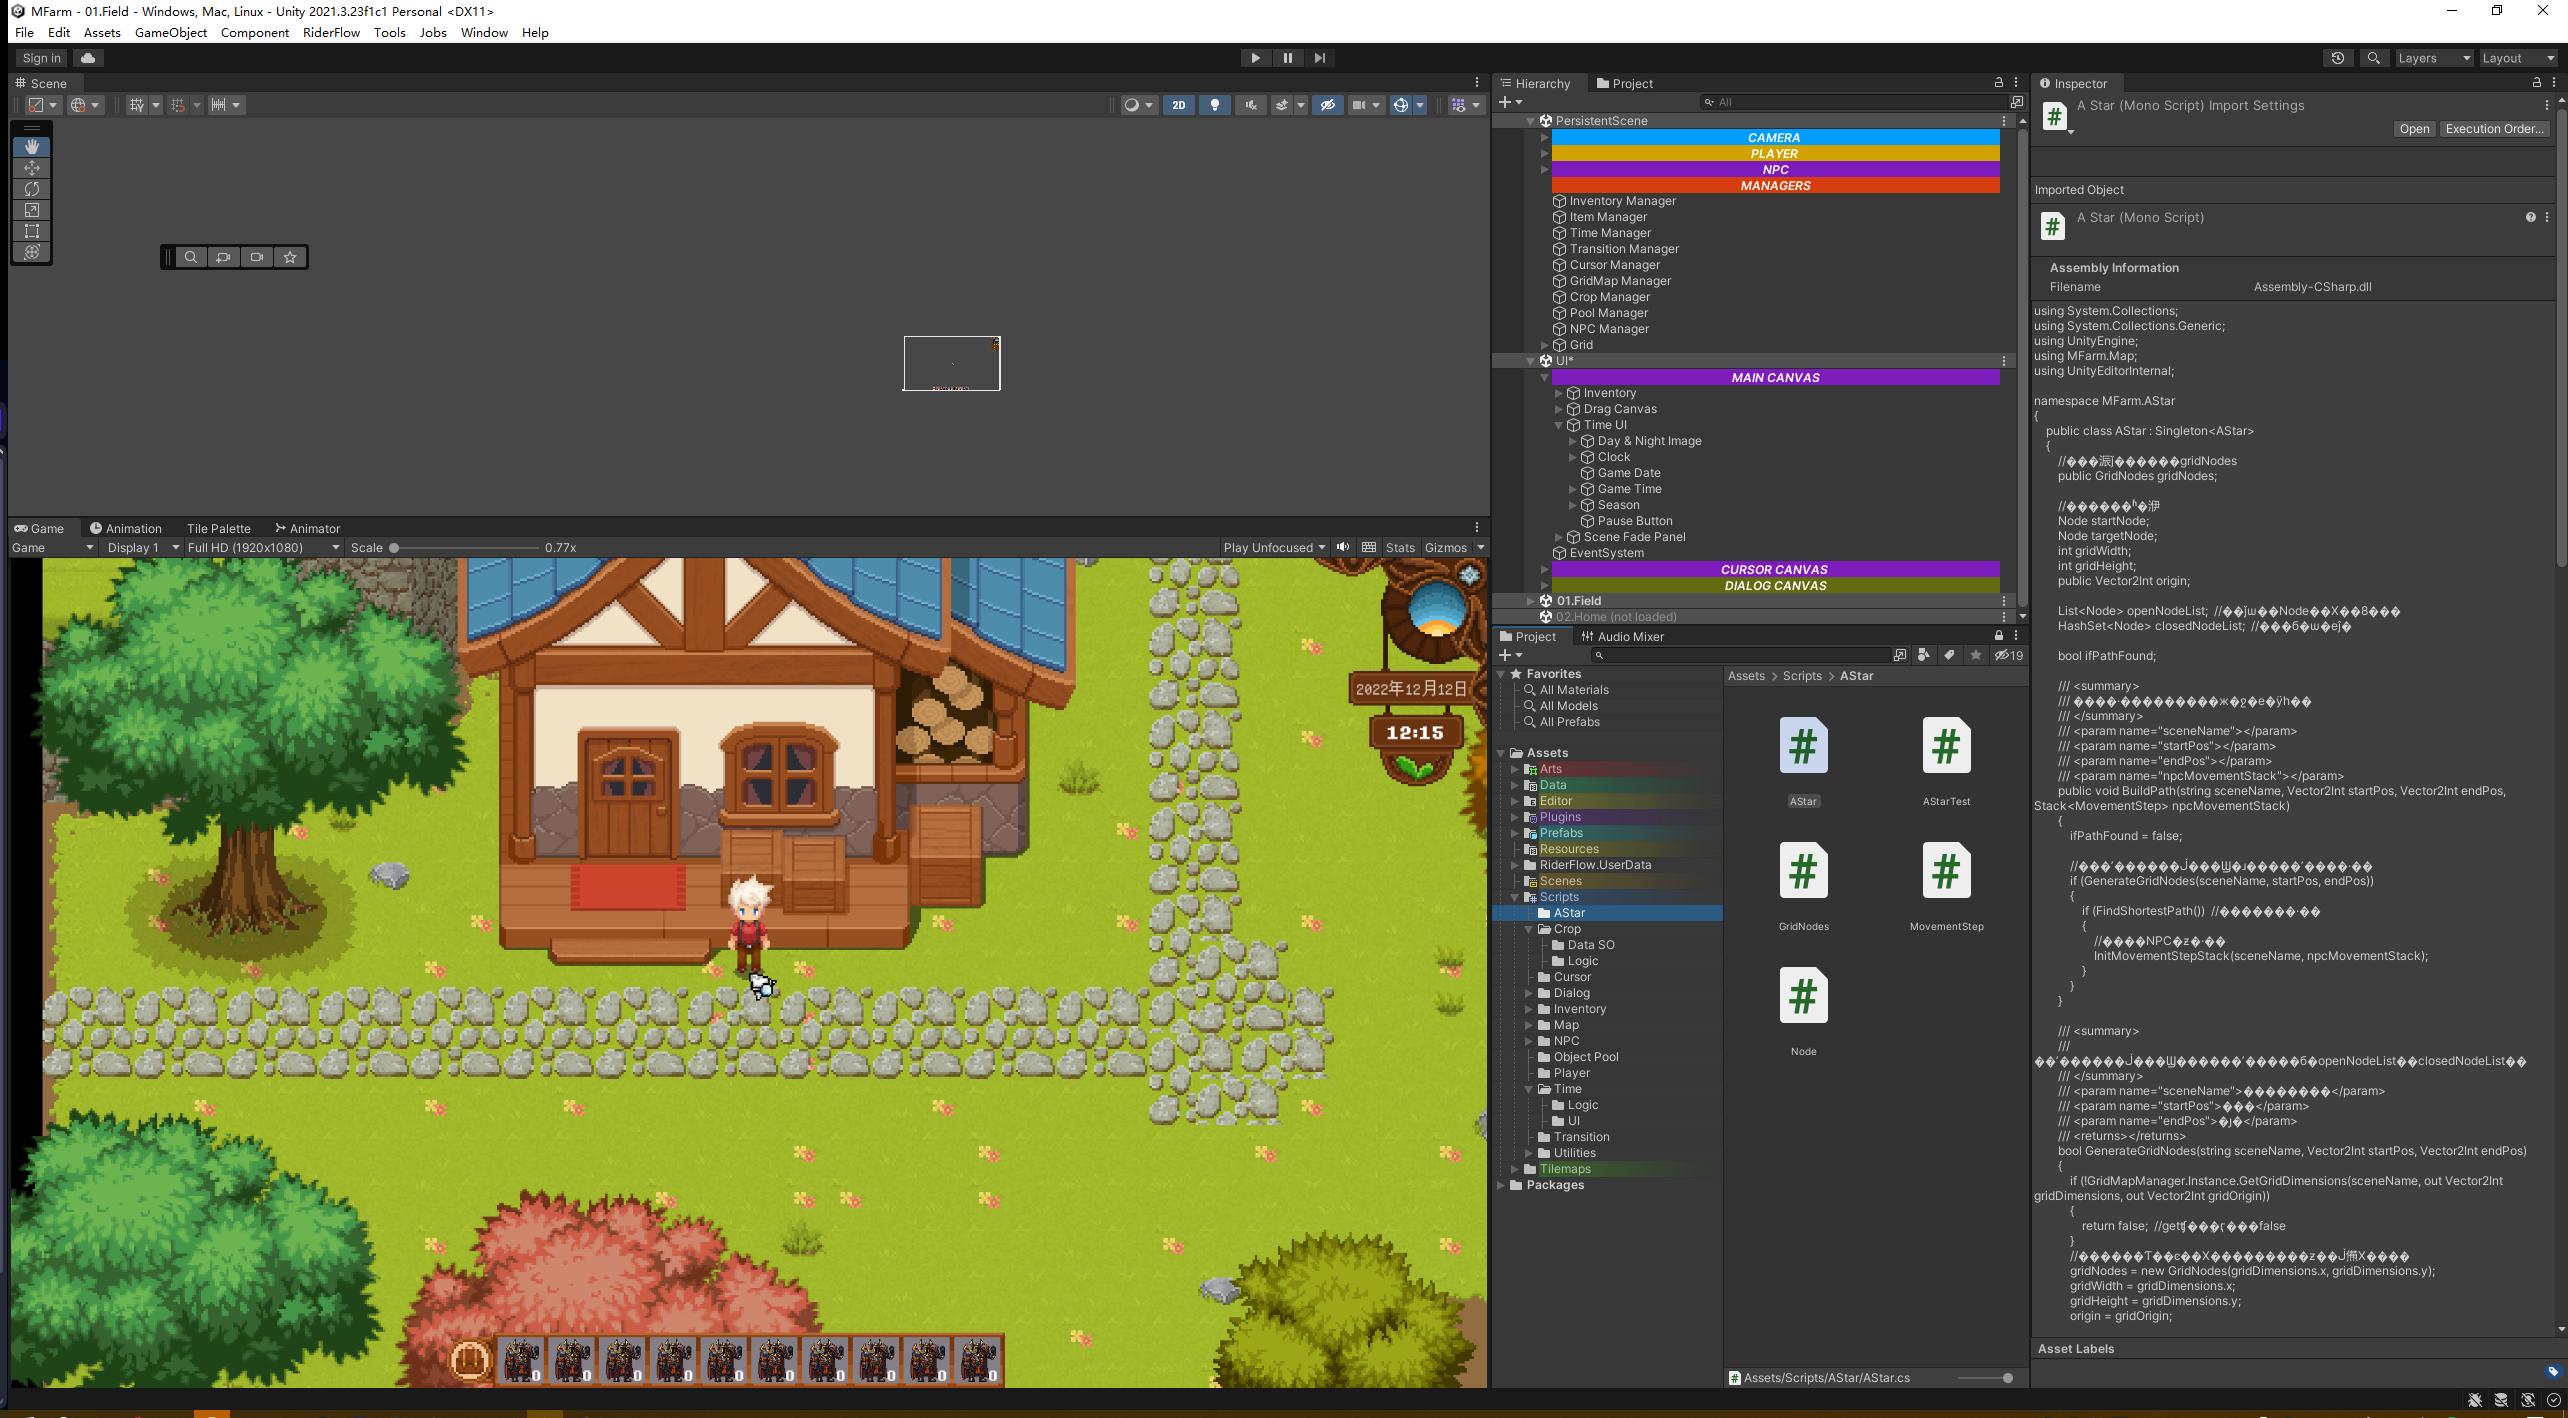 MFarm - 01.Field - Windows, Mac, Linux - Unity 2021.3.23f1c1 Personal <DX11>
File Edit Assets GameObject Component RiderFlow Tools Jobs Window Help
Sign in
Layers
Layout
Scene
2D
Game
Animation
Tile Palette
Animator
Game
Display 1
Full HD (1920x1080)
Scale
0.77x
Play Unfocused
Stats
Gizmos
2022年12月12日
12:15
0 0 0 0 0 0 0 0 0 0
Hierarchy
Project
All
PersistentScene
CAMERA
PLAYER
NPC
MANAGERS
Inventory Manager
Item Manager
Time Manager
Transition Manager
Cursor Manager
GridMap Manager
Crop Manager
Pool Manager
NPC Manager
Grid
UI*
MAIN CANVAS
Inventory
Drag Canvas
Time UI
Day & Night Image
Clock
Game Date
Game Time
Season
Pause Button
Scene Fade Panel
EventSystem
CURSOR CANVAS
DIALOG CANVAS
01.Field
02.Home (not loaded)
Project
Audio Mixer
19
Favorites
All Materials
All Models
All Prefabs
Assets
Arts
Data
Editor
Plugins
Prefabs
Resources
RiderFlow.UserData
Scenes
Scripts
AStar
Crop
Data SO
Logic
Cursor
Dialog
Inventory
Map
NPC
Object Pool
Player
Time
Logic
UI
Transition
Utilities
Tilemaps
Packages
Assets > Scripts > AStar
AStar
AStarTest
GridNodes
MovementStep
Node
Assets/Scripts/AStar/AStar.cs
Inspector
A Star (Mono Script) Import Settings
Open
Execution Order...
Imported Object
A Star (Mono Script)
Assembly Information
Filename Assembly-CSharp.dll
using System.Collections;
using System.Collections.Generic;
using UnityEngine;
using MFarm.Map;
using UnityEditorInternal;
namespace MFarm.AStar
{
public class AStar : Singleton<AStar>
{
gridNodes
public GridNodes gridNodes;
Node startNode;
Node targetNode;
int gridWidth;
int gridHeight;
public Vector2Int origin;
List<Node> openNodeList;
HashSet<Node> closedNodeList;
bool ifPathFound;
/// <summary>
/// </summary>
/// <param name="sceneName"></param>
/// <param name="startPos"></param>
/// <param name="endPos"></param>
/// <param name="npcMovementStack"></param>
public void BuildPath(string sceneName, Vector2Int startPos, Vector2Int endPos,
Stack<MovementStep> npcMovementStack)
{
ifPathFound = false;
if (GenerateGridNodes(sceneName, startPos, endPos))
{
if (FindShortestPath())
{
InitMovementStepStack(sceneName, npcMovementStack);
}
}
}
/// <summary>
///
openNodeList closedNodeList
/// </summary>
/// <param name="sceneName"> </param>
/// <param name="startPos"> </param>
/// <param name="endPos"> </param>
/// <returns></returns>
bool GenerateGridNodes(string sceneName, Vector2Int startPos, Vector2Int endPos)
{
if (!GridMapManager.Instance.GetGridDimensions(sceneName, out Vector2Int
gridDimensions, out Vector2Int gridOrigin))
{
return false;
}
gridNodes = new GridNodes(gridDimensions.x, gridDimensions.y);
gridWidth = gridDimensions.x;
gridHeight = gridDimensions.y;
origin = gridOrigin;
Asset Labels